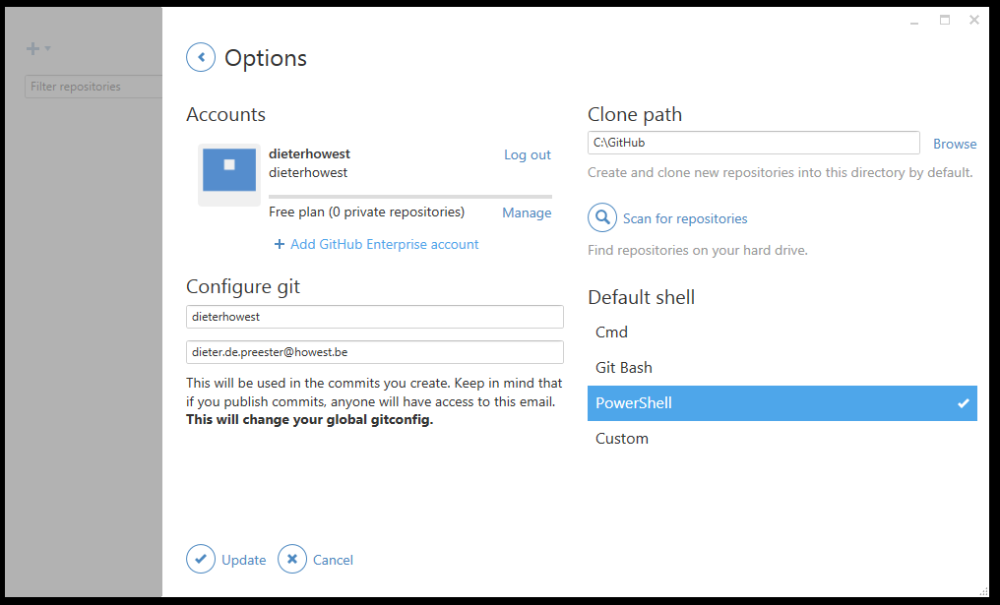 Filter repositories
Options
Accounts
dieterhowest
Log out
dieterhowest
Free plan (0 private repositories)
Manage
+ Add GitHub Enterprise account
Configure git
dieterhowest
dieter.de.preester@howest.be
This will be used in the commits you create. Keep in mind that
if you publish commits, anyone will have access to this email.
This will change your global gitconfig.
Update
Cancel
Clone path
C:\GitHub
Browse
Create and clone new repositories into this directory by default.
Scan for repositories
Find repositories on your hard drive.
Default shell
Cmd
Git Bash
PowerShell
Custom